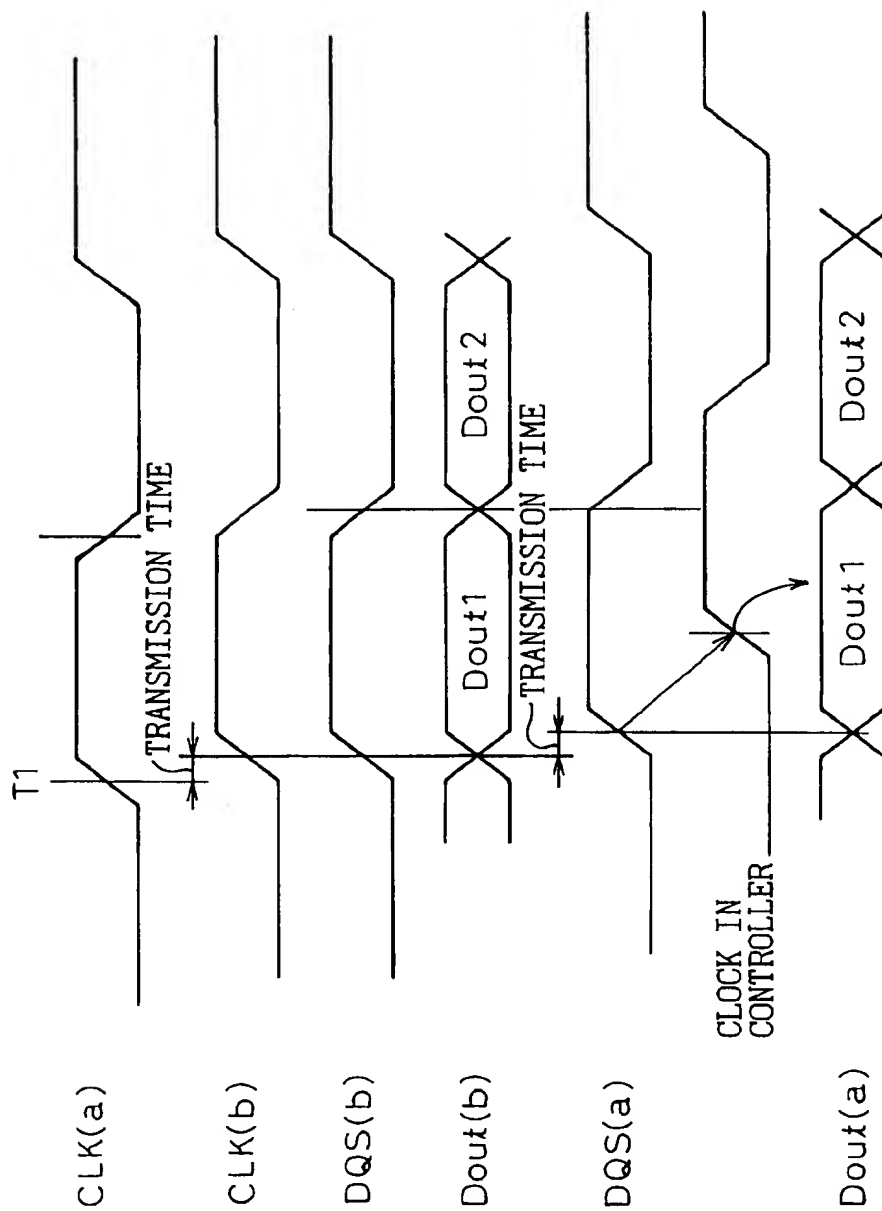 T1
CLK(a)
TRANSMISSION TIME
CLK(b)
DQS(b)
Dout(b)
Dout1
Dout2
TRANSMISSION TIME
DQS(a)
CLOCK IN
CONTROLLER
Dout(a)
Dout1
Dout2